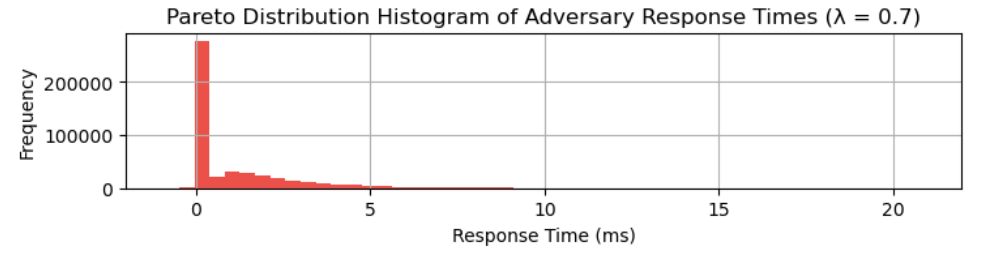 Pareto Distribution Histogram of Adversary Response Times (λ = 0.7)
Frequency
200000
100000
0
0 5 10 15 20
Response Time (ms)